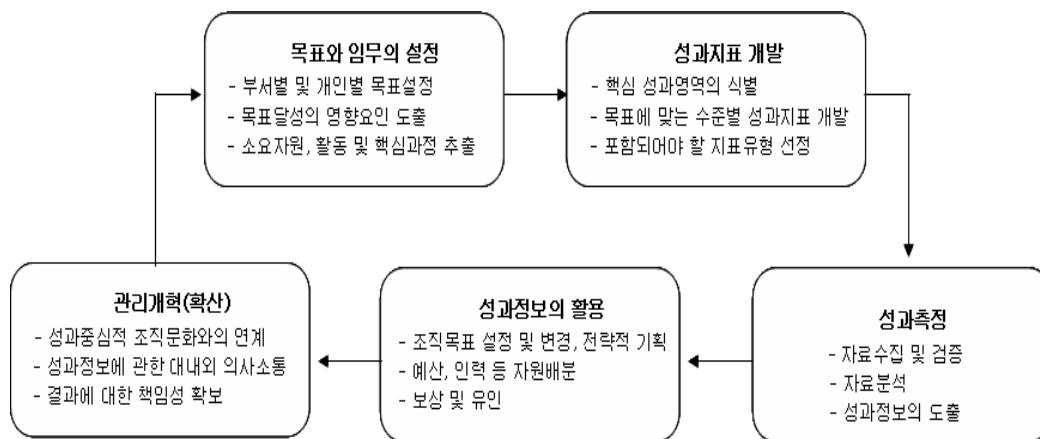 목표와 임무의 설정
- 부서별 및 개인별 목표설정
- 목표달성의 영향요인 도출
- 소요자원, 활동 및 핵심과정 추출
성과지표 개발
- 핵심 성과영역의 식별
- 목표에 맞는 수준별 성과지표 개발
- 포함되어야 할 지표유형 선정
성과측정
- 자료수집 및 검증
- 자료분석
- 성과정보의 도출
성과정보의 활용
- 조직목표 설정 및 변경, 전략적 기획
- 예산, 인력 등 자원배분
- 보상 및 유인
관리개혁(확산)
- 성과중심적 조직문화와의 연계
- 성과정보에 관한 대내외 의사소통
- 결과에 대한 책임성 확보